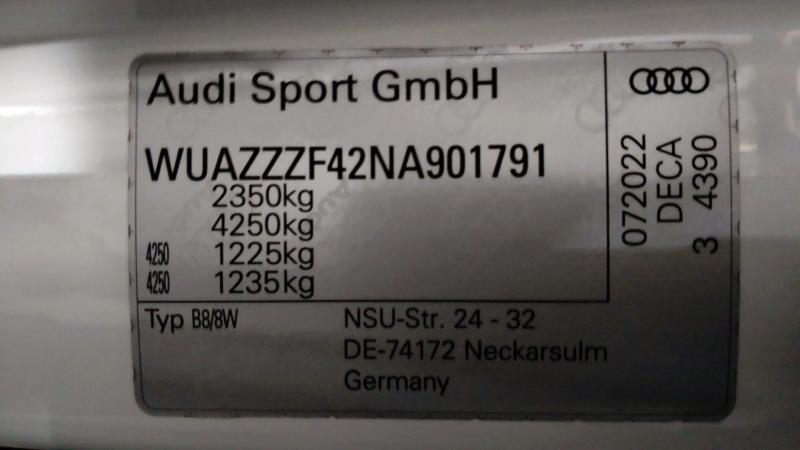 Audi Sport GmbH
WUAZZZF42NA901791
2350kg
4250kg
4250 1225kg
4250 1235kg
Typ B8/8W
NSU-Str. 24 - 32
DE-74172 Neckarsulm
Germany
072022
DECA
3 4390